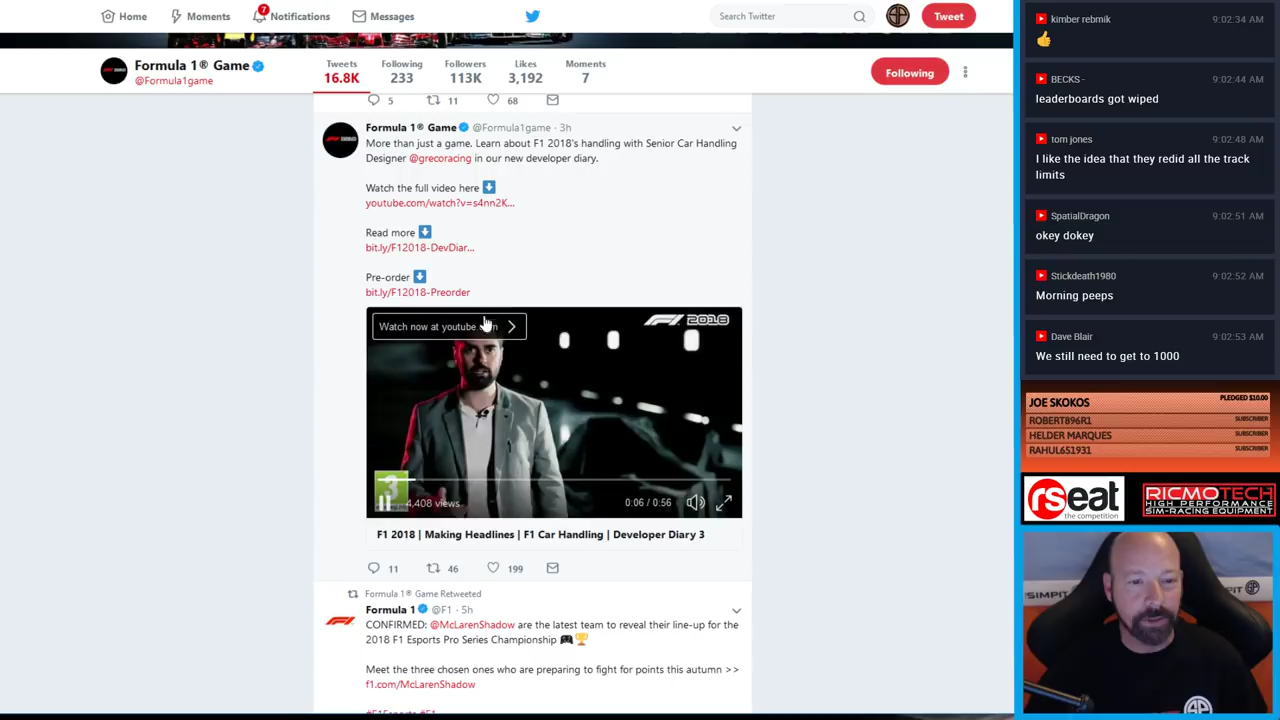 Home
Moments
7
Notifications
Messages
Search Twitter
Tweet
Formula 1® Game
@Formula1game
Tweets
16.8K
Following
233
Followers
113K
Likes
3,192
Moments
7
Following
5
11
68
Formula 1® Game @Formula1game · 3h
More than just a game. Learn about F1 2018's handling with Senior Car Handling
Designer @grecoracing in our new developer diary.
Watch the full video here
youtube.com/watch?v=s4nn2K...
Read more
bit.ly/F12018-DevDiar...
Pre-order
bit.ly/F12018-Preorder
Watch now at youtube.com
F1 2018
3
4,408 views
0:06 / 0:56
F1 2018 | Making Headlines | F1 Car Handling | Developer Diary 3
11
46
199
Formula 1® Game Retweeted
Formula 1 @F1 · 5h
CONFIRMED: @McLarenShadow are the latest team to reveal their line-up for the
2018 F1 Esports Pro Series Championship
Meet the three chosen ones who are preparing to fight for points this autumn >>
f1.com/McLarenShadow
#F1Esports #F1
kimber rebmik 9:02:34 AM
BECKS - 9:02:44 AM
leaderboards got wiped
tom jones 9:02:48 AM
I like the idea that they redid all the track
limits
SpatialDragon 9:02:51 AM
okey dokey
Stickdeath1980 9:02:52 AM
Morning peeps
Dave Blair 9:02:53 AM
We still need to get to 1000
JOE SKOKOS PLEDGED $10.00
ROBERT896R1 SUBSCRIBER
HELDER MARQUES SUBSCRIBER
RAHUL651931 SUBSCRIBER
rseat
the competition
RICMOTECH
HIGH PERFORMANCE
SIM-RACING EQUIPMENT
SIMPIT
SIMPIT